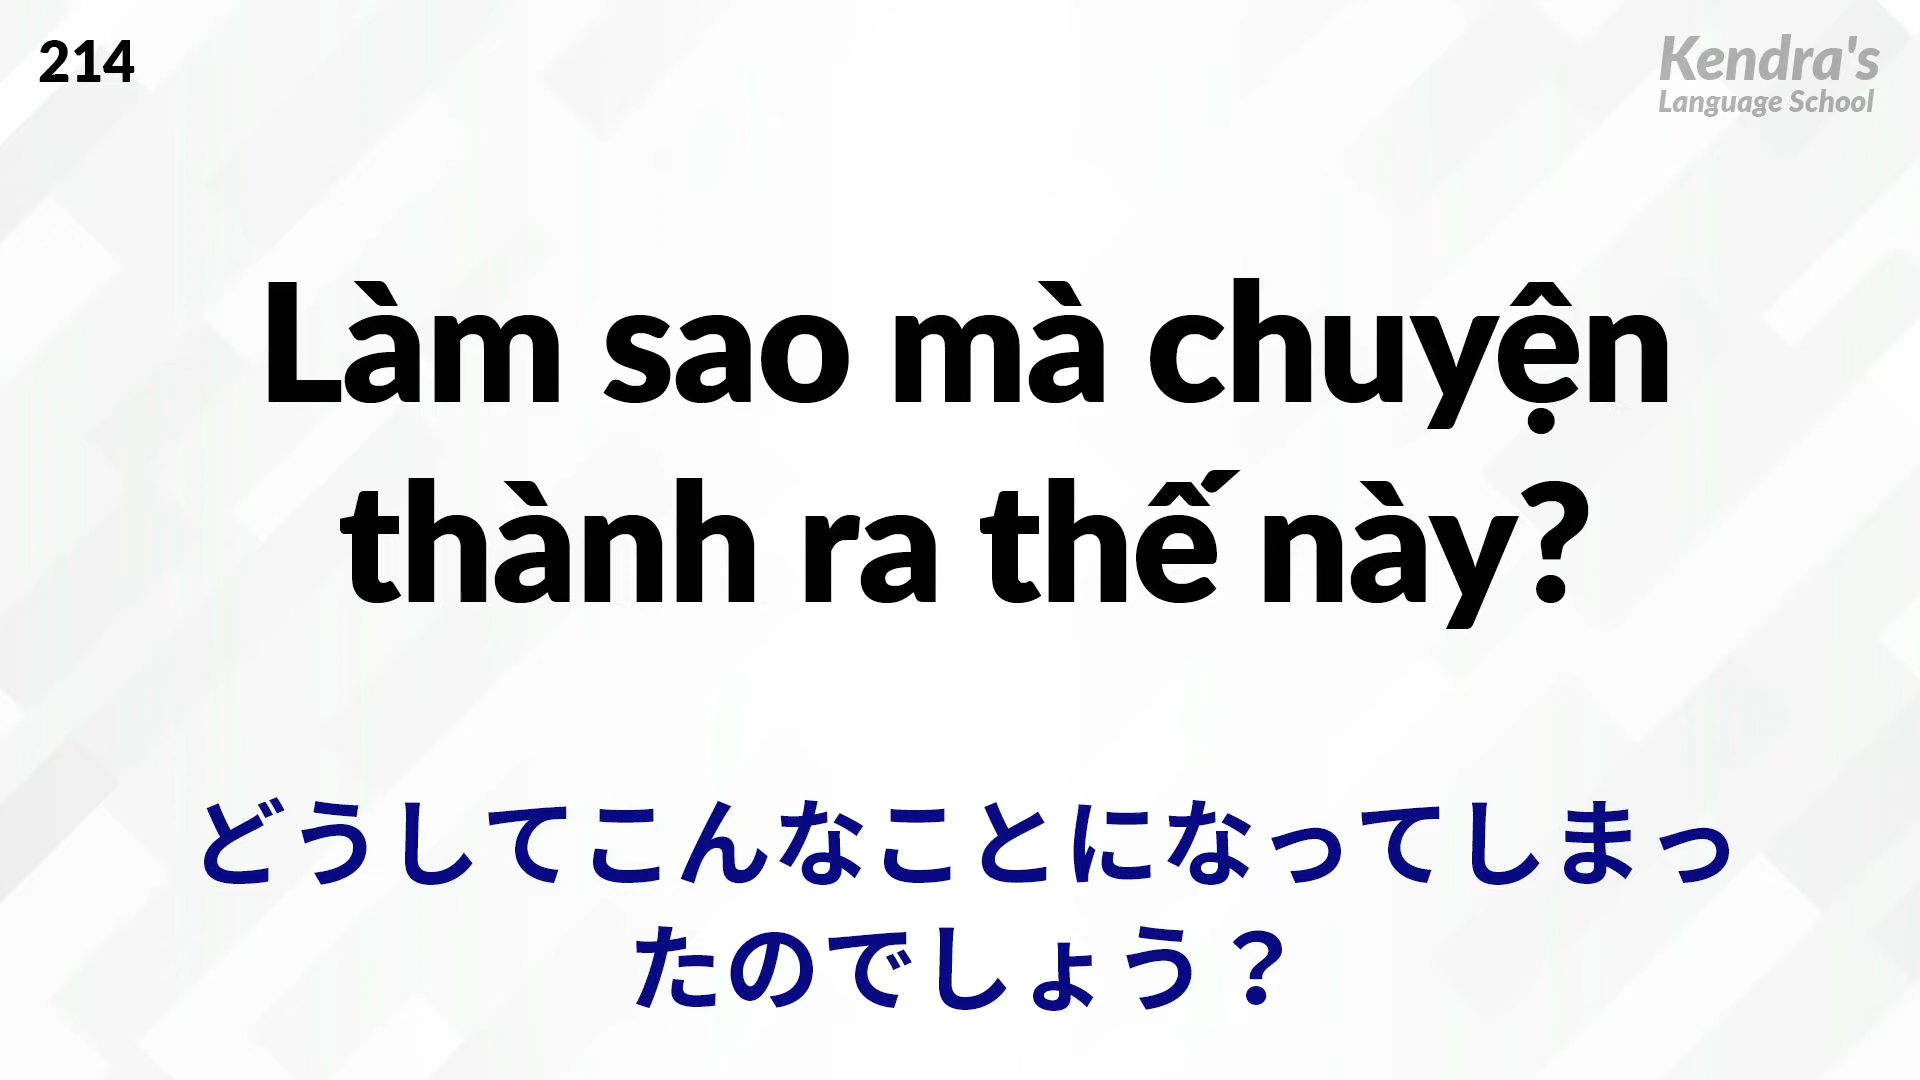 214
Kendra's
Language School
Làm sao mà chuyện
thành ra thế này?
どうしてこんなことになってしまっ
たのでしょう？